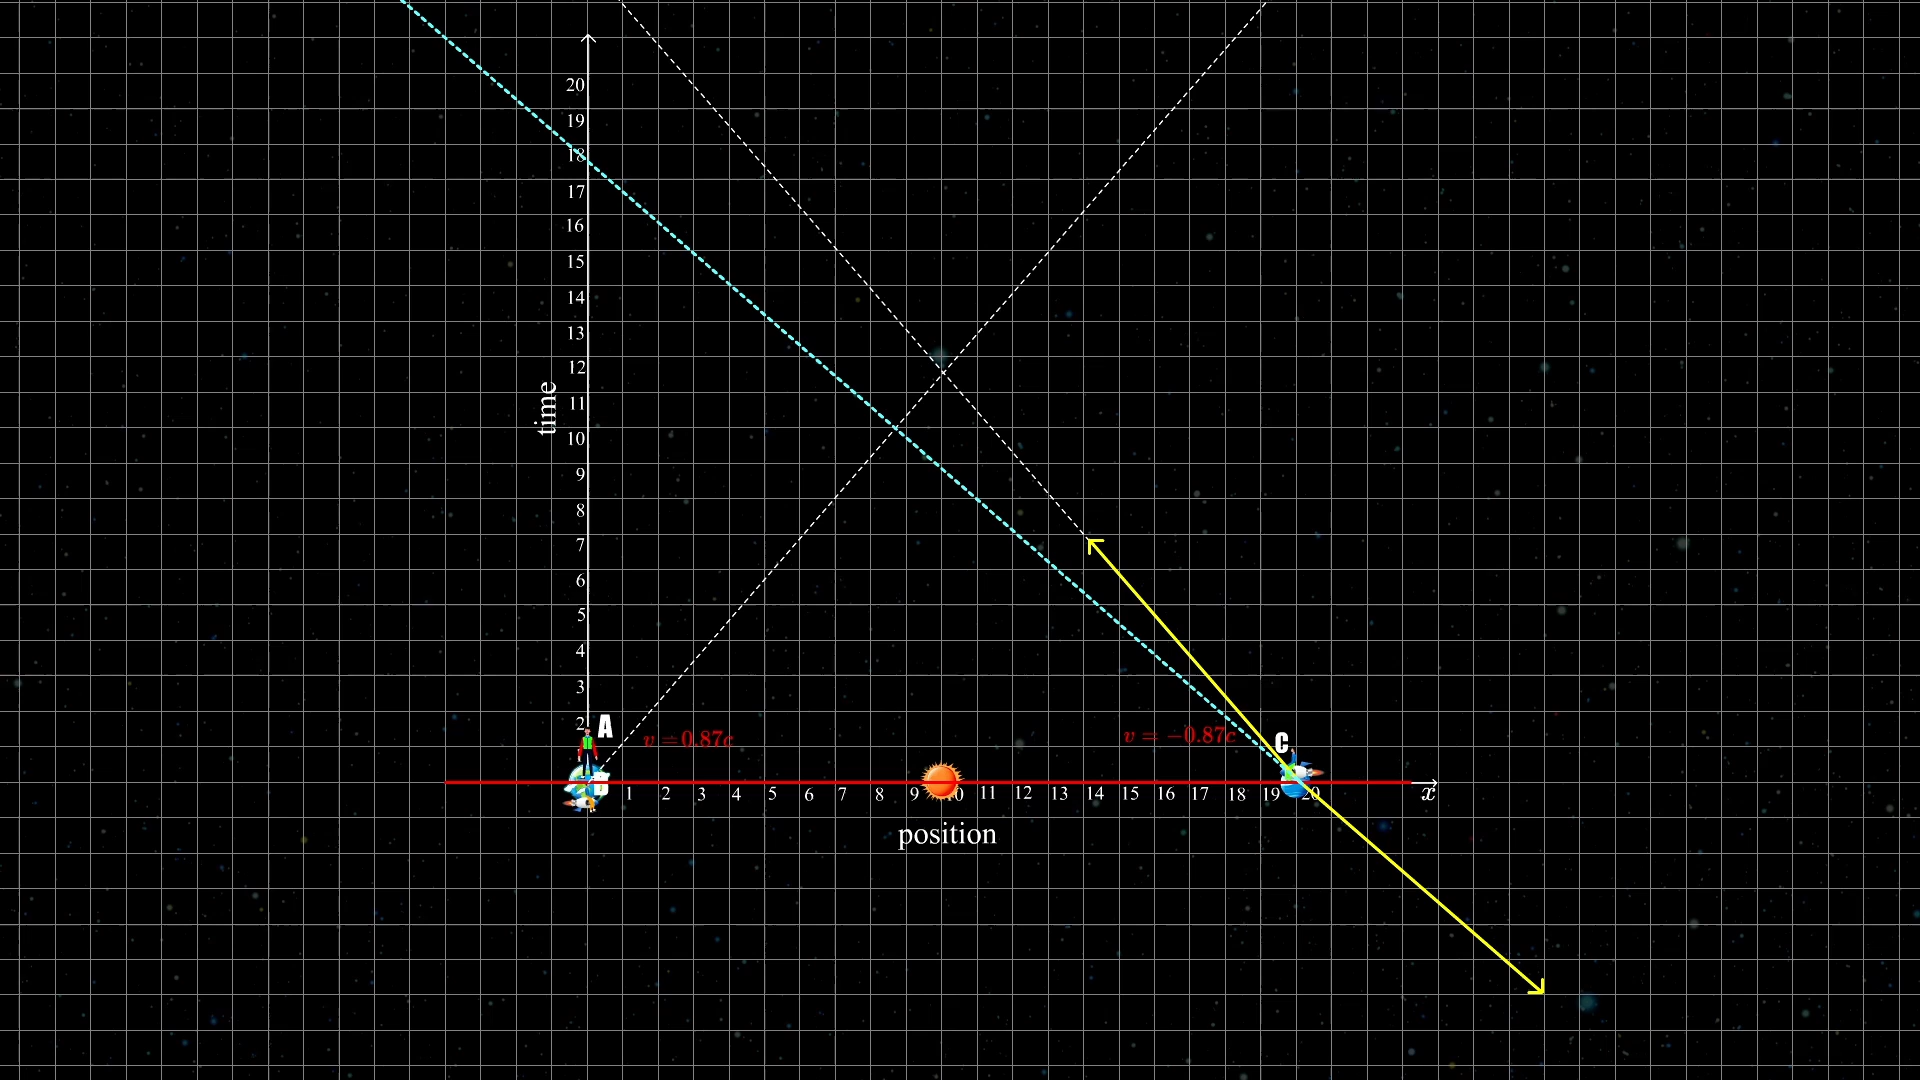 20
19
18
17
16
15
14
13
12
11
10
9
8
7
6
5
4
3
2
time
A
v = 0.87c
v = −0.87c
C
1 2 3 4 5 6 7 8 9 10 11 12 13 14 15 16 17 18 19 20 x
position